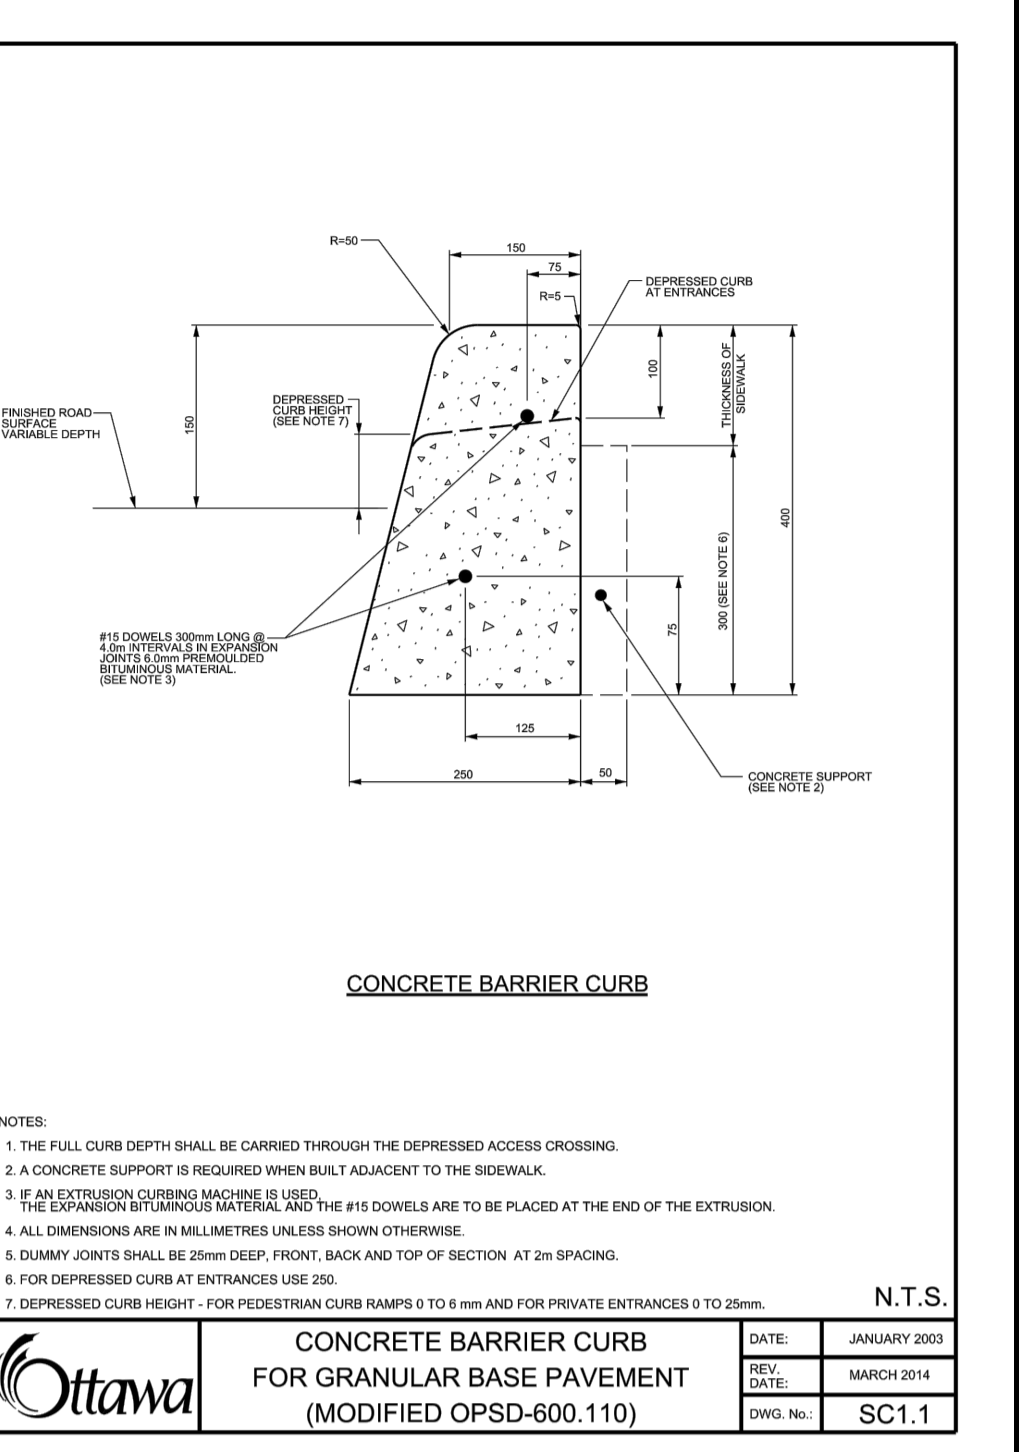 R=50
150
75
R=5
DEPRESSED CURB
AT ENTRANCES
FINISHED ROAD
SURFACE
VARIABLE DEPTH
150
DEPRESSED
CURB HEIGHT
(SEE NOTE 7)
100
THICKNESS OF
SIDEWALK
400
300 (SEE NOTE 6)
75
#15 DOWELS 300mm LONG @
4.0m INTERVALS IN EXPANSION
JOINTS 6.0mm PREMOULDED
BITUMINOUS MATERIAL.
(SEE NOTE 3)
125
250
50
CONCRETE SUPPORT
(SEE NOTE 2)
CONCRETE BARRIER CURB
NOTES:
1. THE FULL CURB DEPTH SHALL BE CARRIED THROUGH THE DEPRESSED ACCESS CROSSING.
2. A CONCRETE SUPPORT IS REQUIRED WHEN BUILT ADJACENT TO THE SIDEWALK.
3. IF AN EXTRUSION CURBING MACHINE IS USED,
THE EXPANSION BITUMINOUS MATERIAL AND THE #15 DOWELS ARE TO BE PLACED AT THE END OF THE EXTRUSION.
4. ALL DIMENSIONS ARE IN MILLIMETRES UNLESS SHOWN OTHERWISE.
5. DUMMY JOINTS SHALL BE 25mm DEEP, FRONT, BACK AND TOP OF SECTION AT 2m SPACING.
6. FOR DEPRESSED CURB AT ENTRANCES USE 250.
7. DEPRESSED CURB HEIGHT - FOR PEDESTRIAN CURB RAMPS 0 TO 6 mm AND FOR PRIVATE ENTRANCES 0 TO 25mm.
N.T.S.
Ottawa
CONCRETE BARRIER CURB
FOR GRANULAR BASE PAVEMENT
(MODIFIED OPSD-600.110)
DATE: JANUARY 2003
REV.
DATE: MARCH 2014
DWG. No.: SC1.1